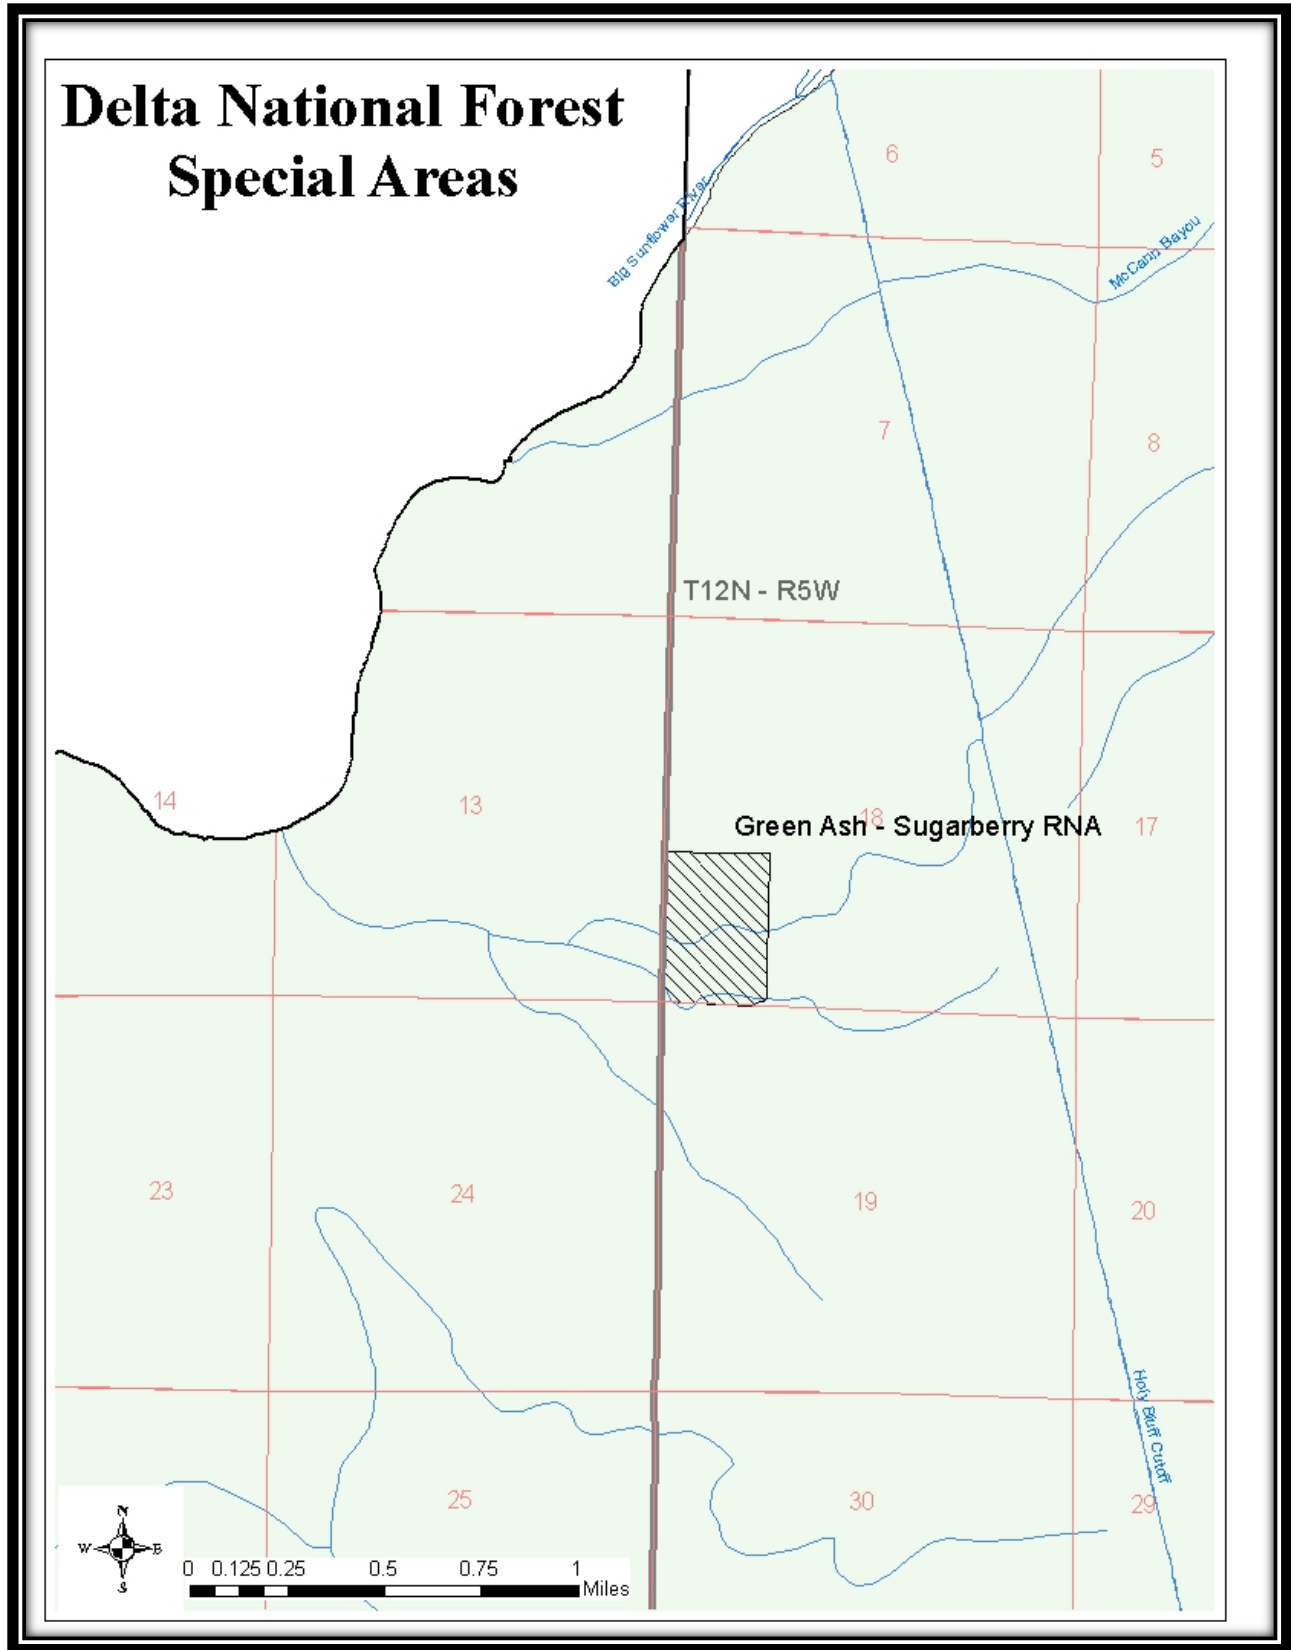 Delta National Forest
Special Areas
6
5
Big Sunflower River
McCann Bayou
7
8
T12N - R5W
14
13
18
Green Ash - Sugarberry RNA
17
23
24
19
20
Holy Bluff Cutoff
25
30
29
N
W E
S
0 0.125 0.25 0.5 0.75 1
Miles